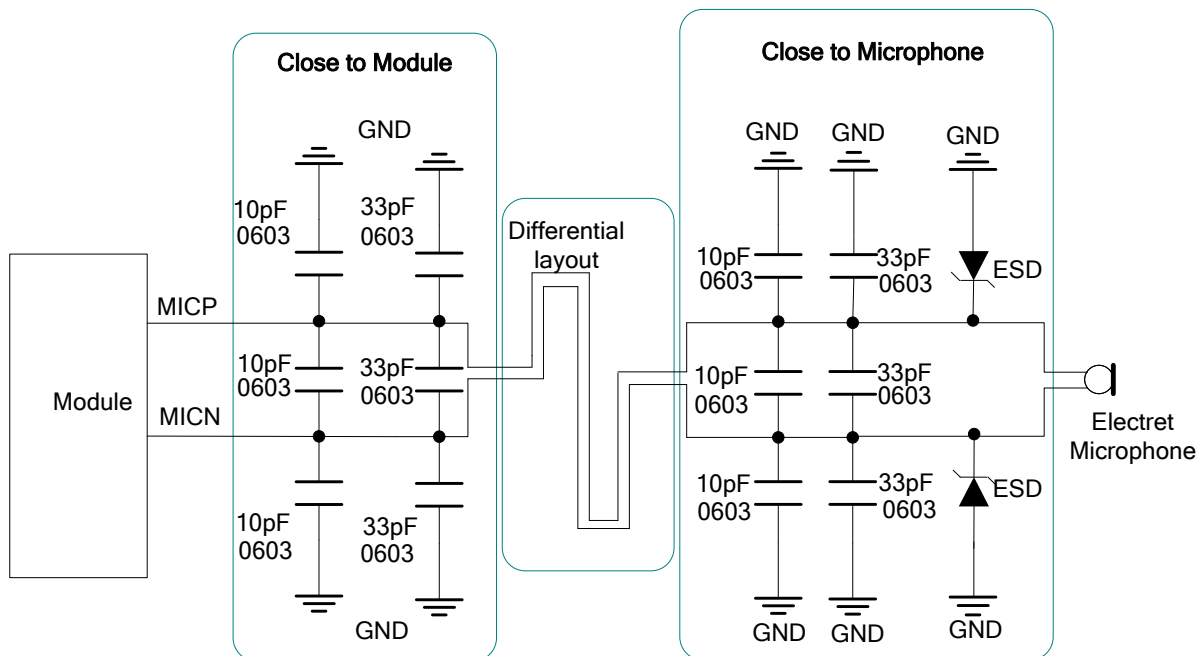 Close to Module
Close to Microphone
GND
GND
GND
GND
10pF
0603
33pF
0603
Differential
layout
10pF
0603
33pF
0603
ESD
MICP
10pF
0603
33pF
0603
10pF
0603
33pF
0603
Module
MICN
Electret
Microphone
10pF
0603
33pF
0603
10pF
0603
33pF
0603
ESD
GND
GND
GND
GND